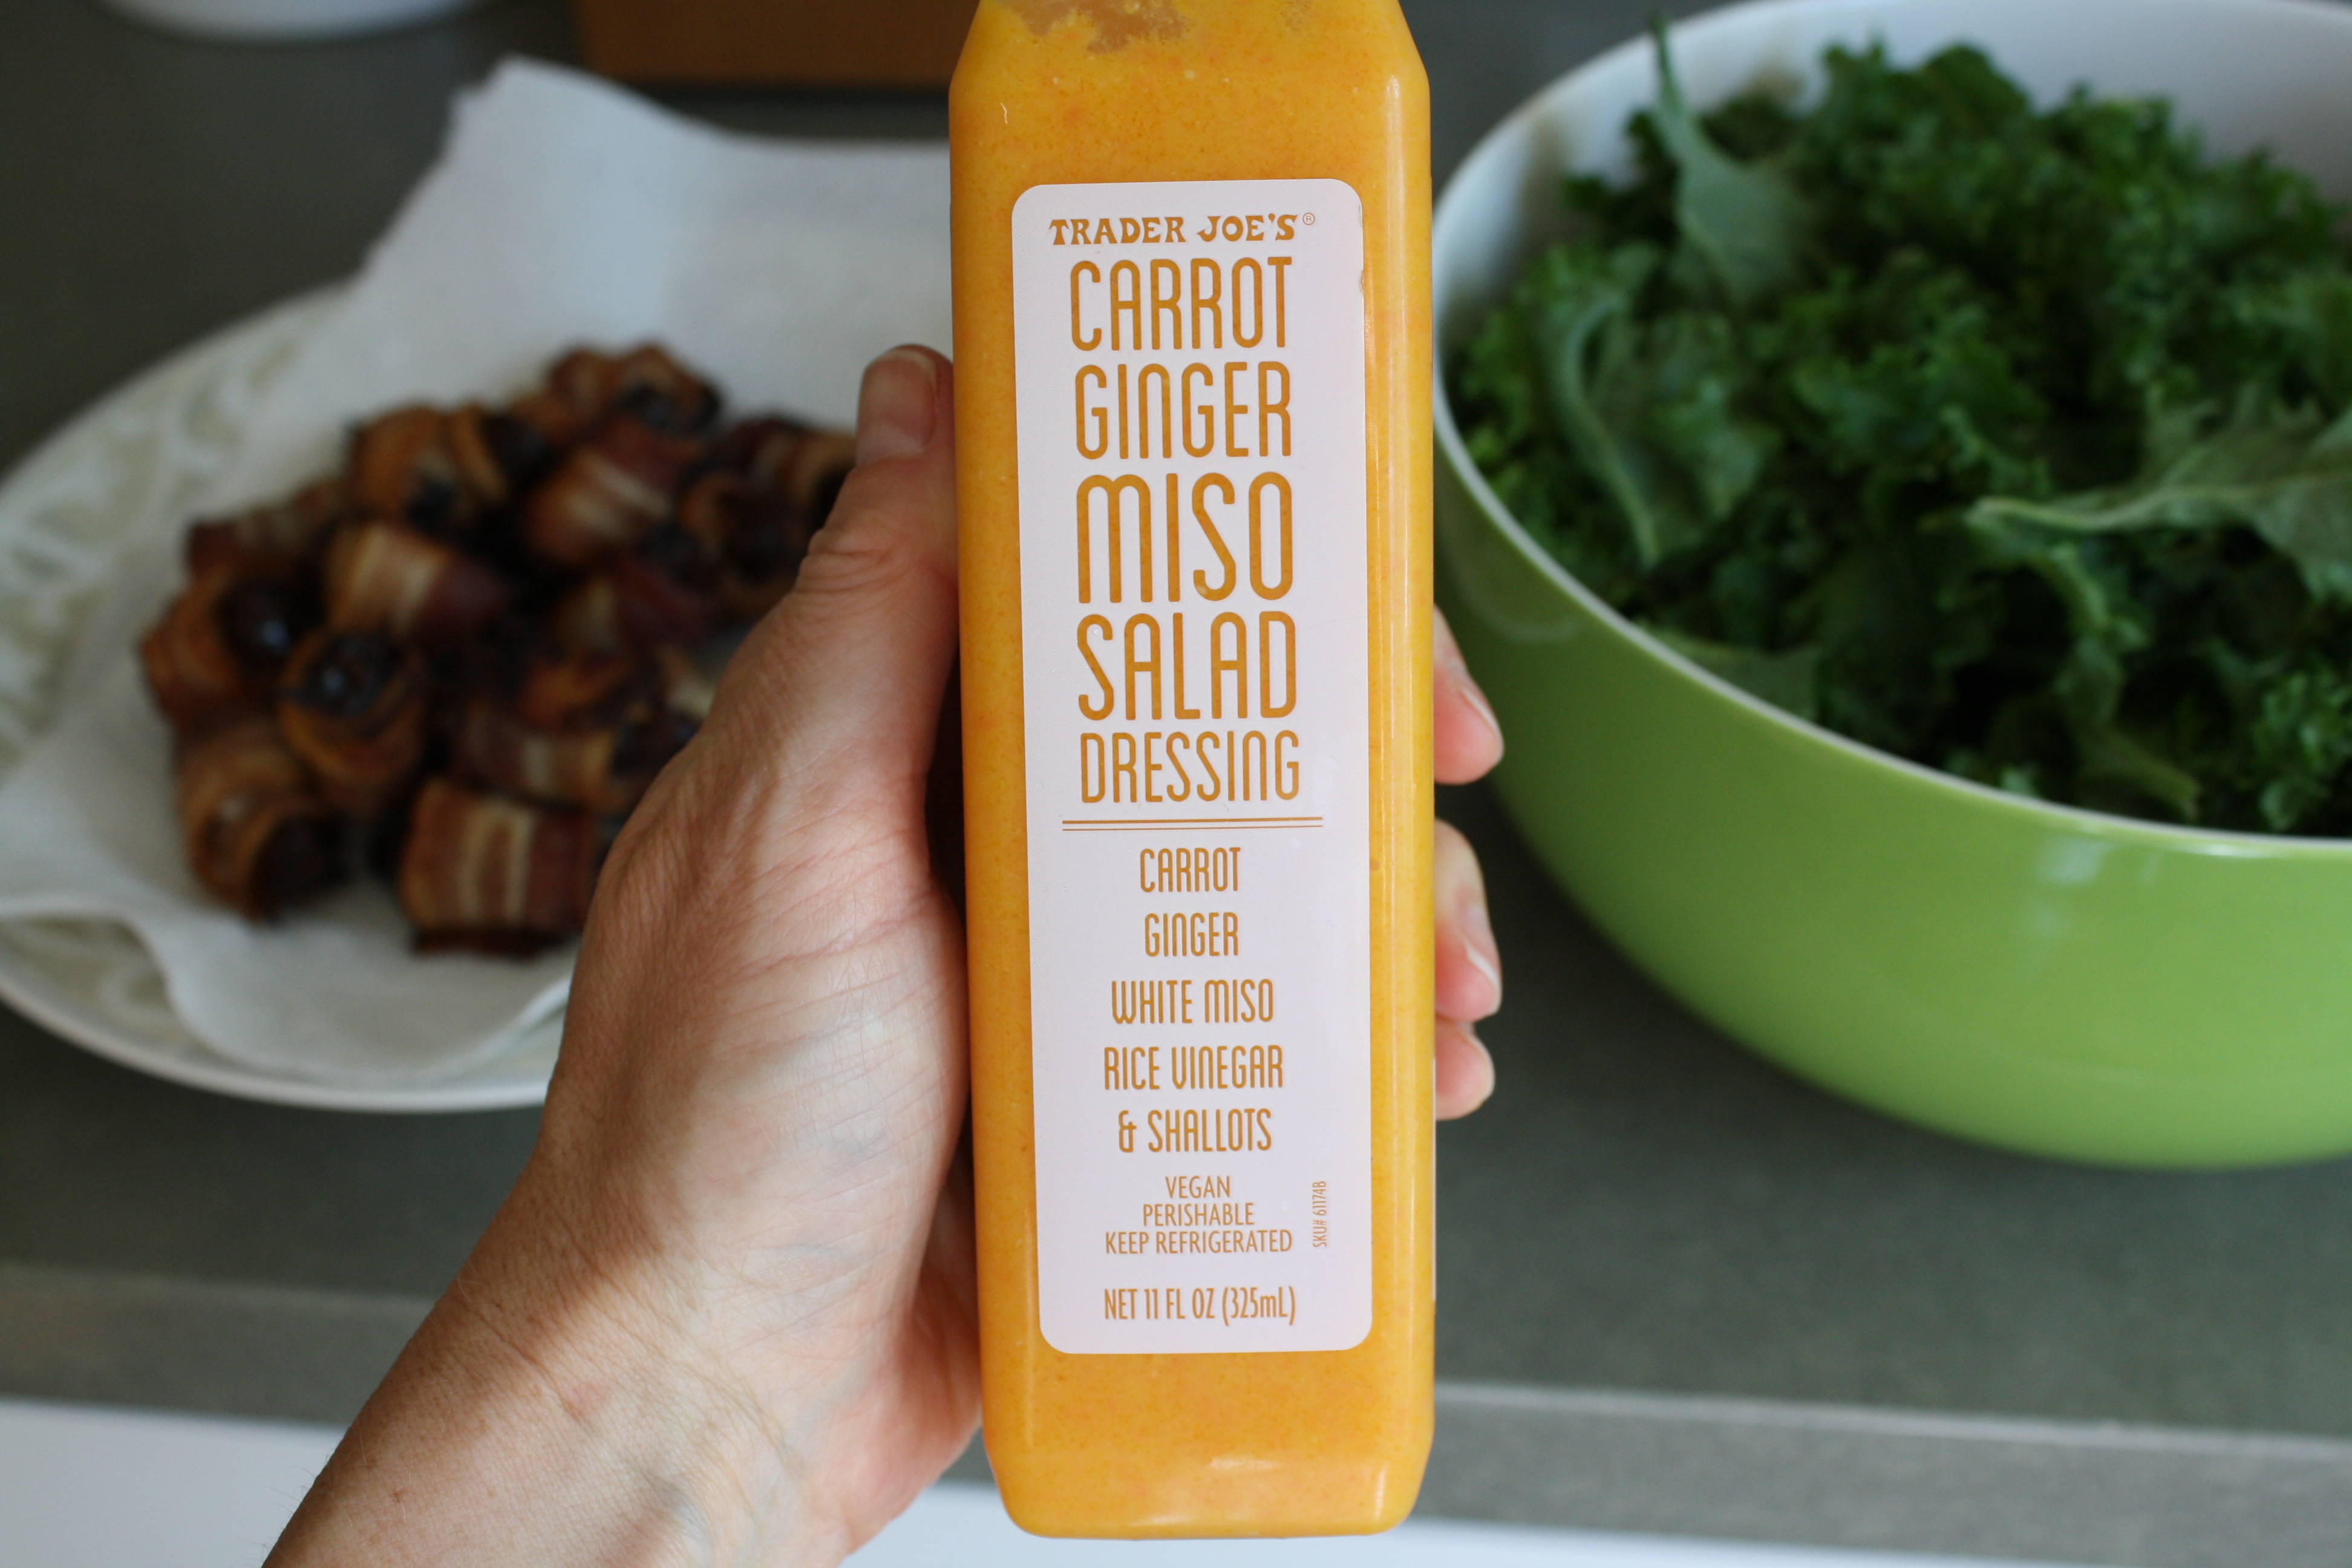 TRADER JOE'S®
CARROT
GINGER
MISO
SALAD
DRESSING
CARROT
GINGER
WHITE MISO
RICE VINEGAR
& SHALLOTS
VEGAN
PERISHABLE
KEEP REFRIGERATED
SKU# 61174B
NET 11 FL OZ (325mL)